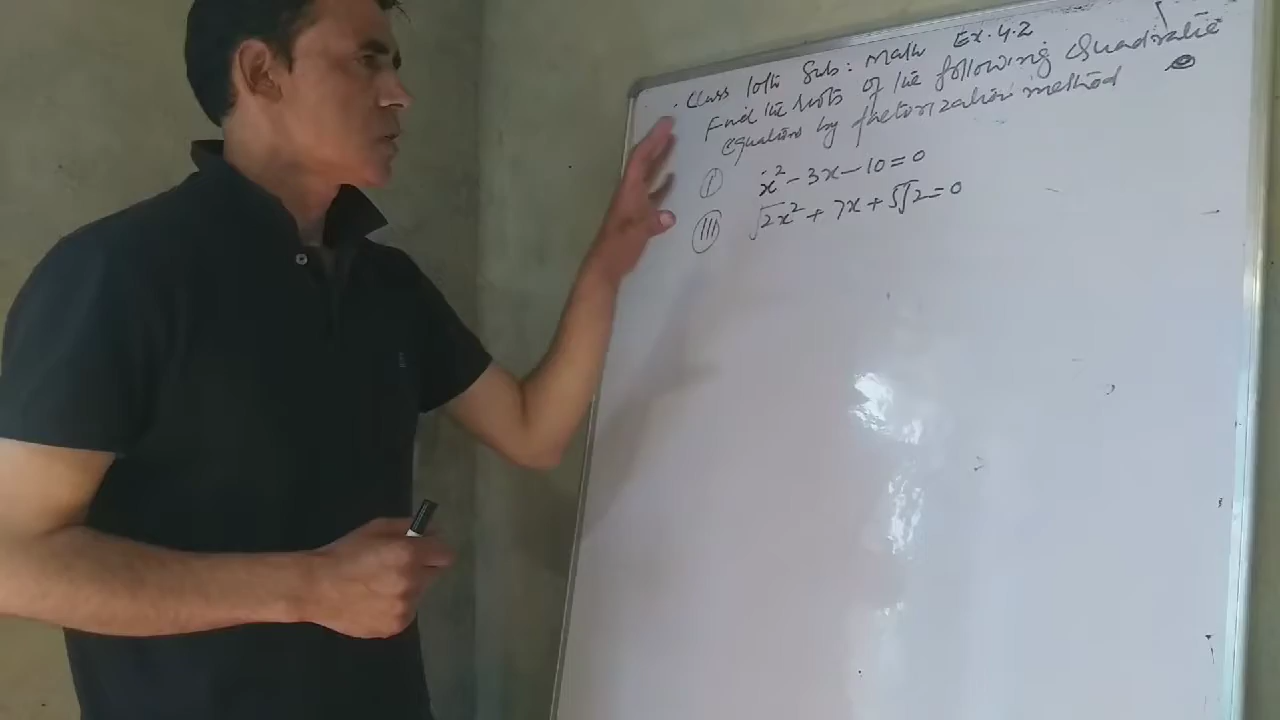 Class 10th Sub: Math Ex. 4.2
Find the roots of the following Quadratic
equations by factorization method
(I) x² - 3x - 10 = 0
(III) √2x² + 7x + 5√2 = 0